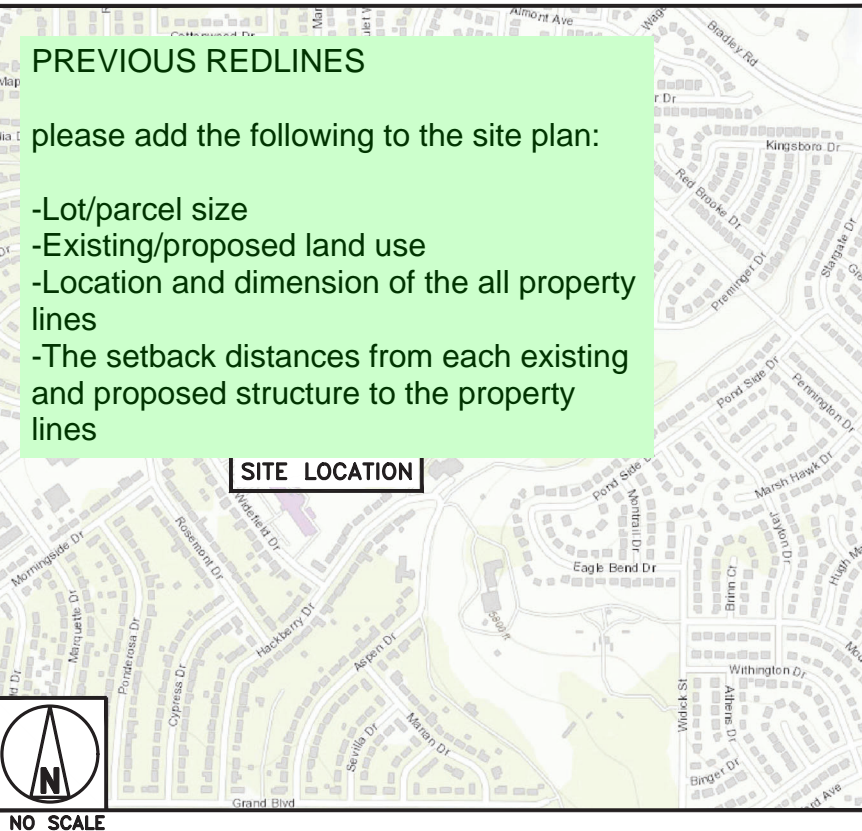 Almont Ave
Bradley Rd
PREVIOUS REDLINES
please add the following to the site plan:
-Lot/parcel size
-Existing/proposed land use
-Location and dimension of the all property
lines
-The setback distances from each existing
and proposed structure to the property
lines
Kingsboro Dr
Red Brooke Dr
Stargate Dr
Preminger Dr
Pond Side Dr
Pennington Dr
SITE LOCATION
Pond Side
Marsh Hawk Dr
Widefield Dr
Montrail Dr
Rosemont Dr
Jayton Dr
Morningside Dr
Eagle Bend Dr
Brinn Ct
Marquette Dr
5800 ft
Hackberry Dr
Ponderosa Dr
Aspen Dr
Withington Dr
Cypress Dr
Widick St
Athens Dr
Sevilla Dr
Marian Dr
Binger Dr
N
Grand Blvd
NO SCALE